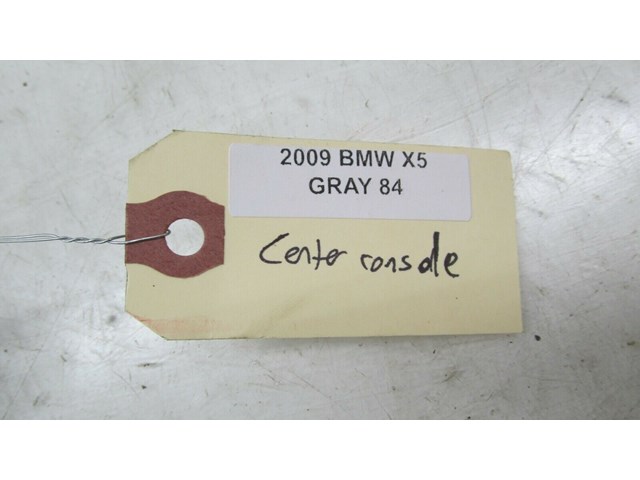 2009 BMW X5
GRAY 84
Center console